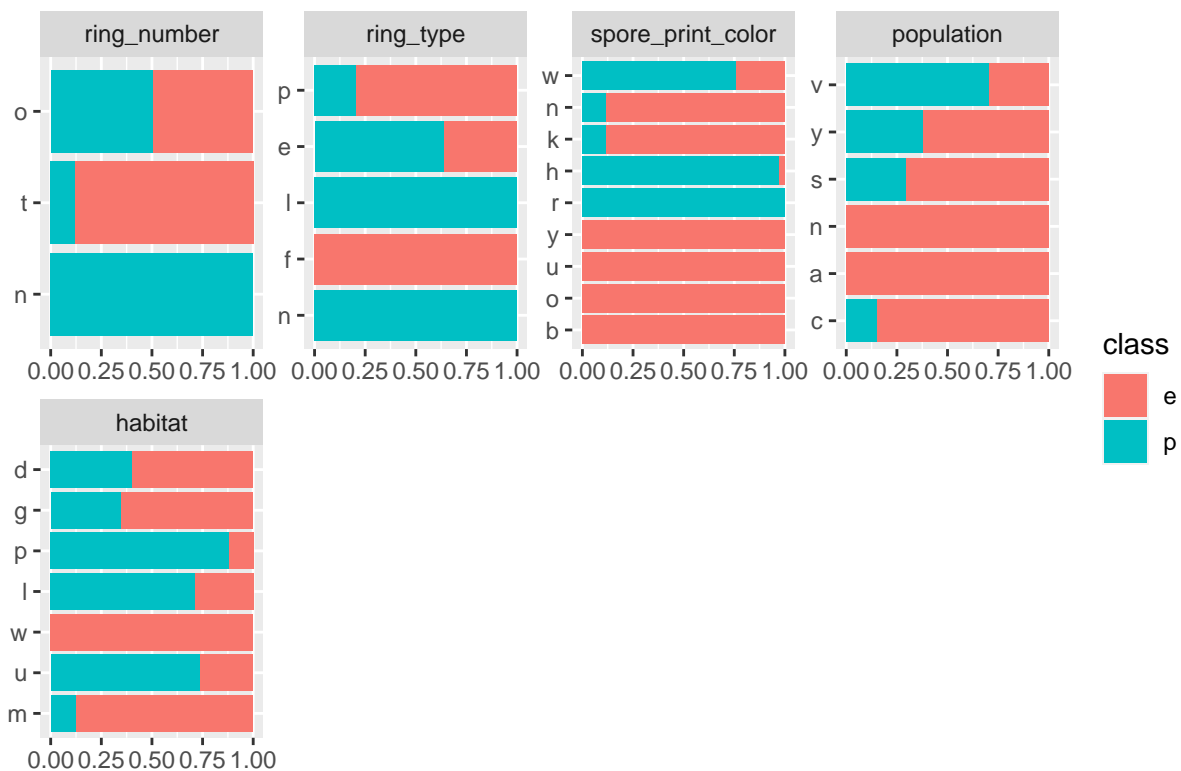 ring_number
o
t
n
0.00 0.25 0.50 0.75 1.00
ring_type
p
e
l
f
n
0.00 0.25 0.50 0.75 1.00
spore_print_color
w
n
k
h
r
y
u
o
b
0.00 0.25 0.50 0.75 1.00
population
v
y
s
n
a
c
0.00 0.25 0.50 0.75 1.00
habitat
d
g
p
l
w
u
m
0.00 0.25 0.50 0.75 1.00
class
e
p